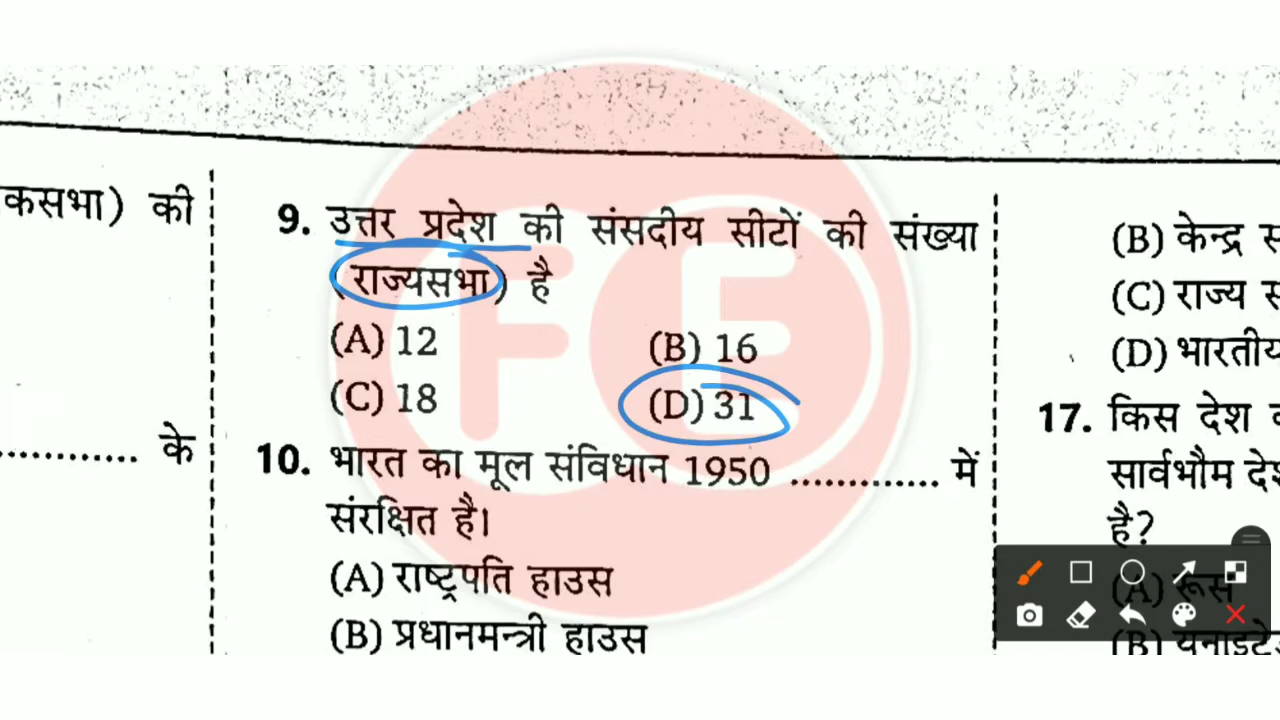 कसभा) की
............ के
9. उत्तर प्रदेश की संसदीय सीटों की संख्या
(राज्यसभा) है
(A) 12 (B) 16
(C) 18 (D) 31
10. भारत का मूल संविधान 1950 ............. में
संरक्षित है।
(A) राष्ट्रपति हाउस
(B) प्रधानमन्त्री हाउस
(B) केन्द्र
(C) राज्य
(D) भारतीय
17. किस देश
सार्वभौम
है?
(A) रूस
FE